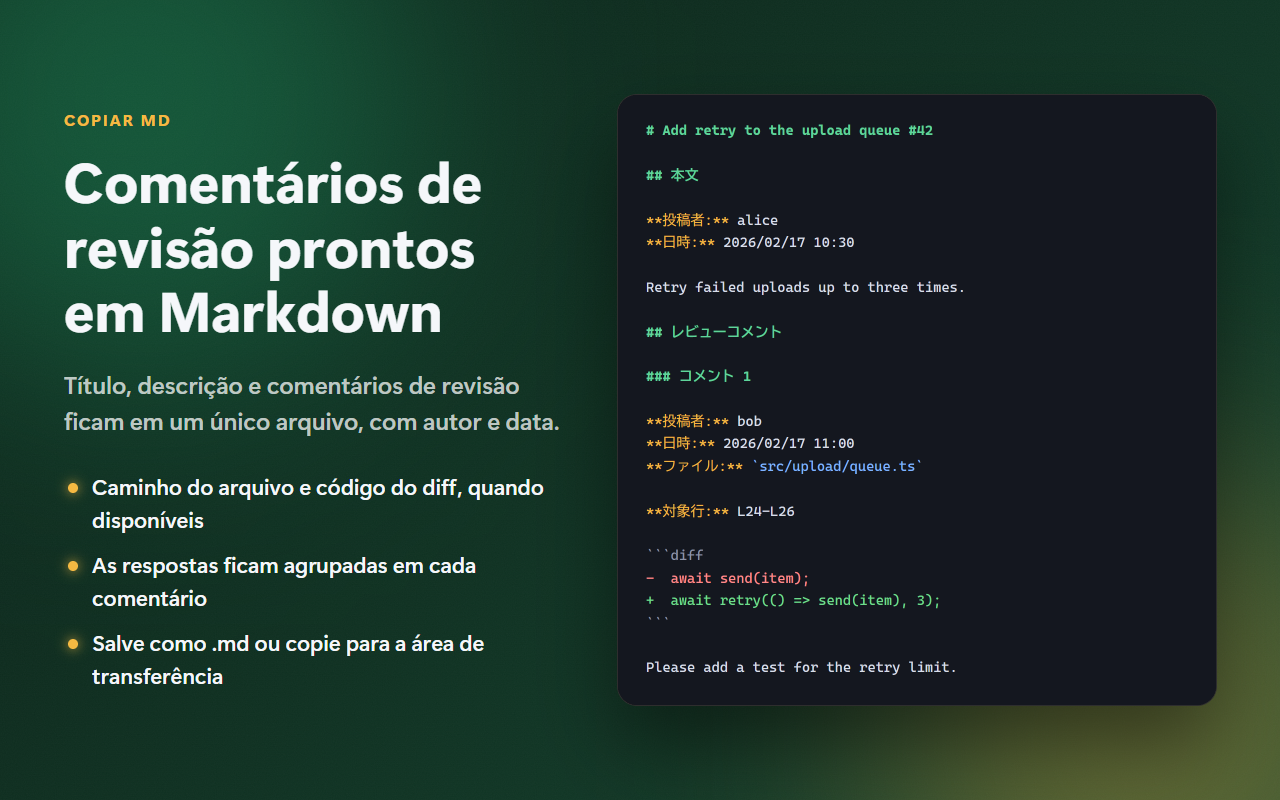 COPIAR MD
Comentários de
revisão prontos
em Markdown
Título, descrição e comentários de revisão
ficam em um único arquivo, com autor e data.
Caminho do arquivo e código do diff, quando
disponíveis
As respostas ficam agrupadas em cada
comentário
Salve como .md ou copie para a área de
transferência
# Add retry to the upload queue #42
## 本文
**投稿者:** alice
**日時:** 2026/02/17 10:30
Retry failed uploads up to three times.
## レビューコメント
### コメント 1
**投稿者:** bob
**日時:** 2026/02/17 11:00
**ファイル:** `src/upload/queue.ts`
**対象行:** L24-L26
```diff
-  await send(item);
+  await retry(() => send(item), 3);
```
Please add a test for the retry limit.